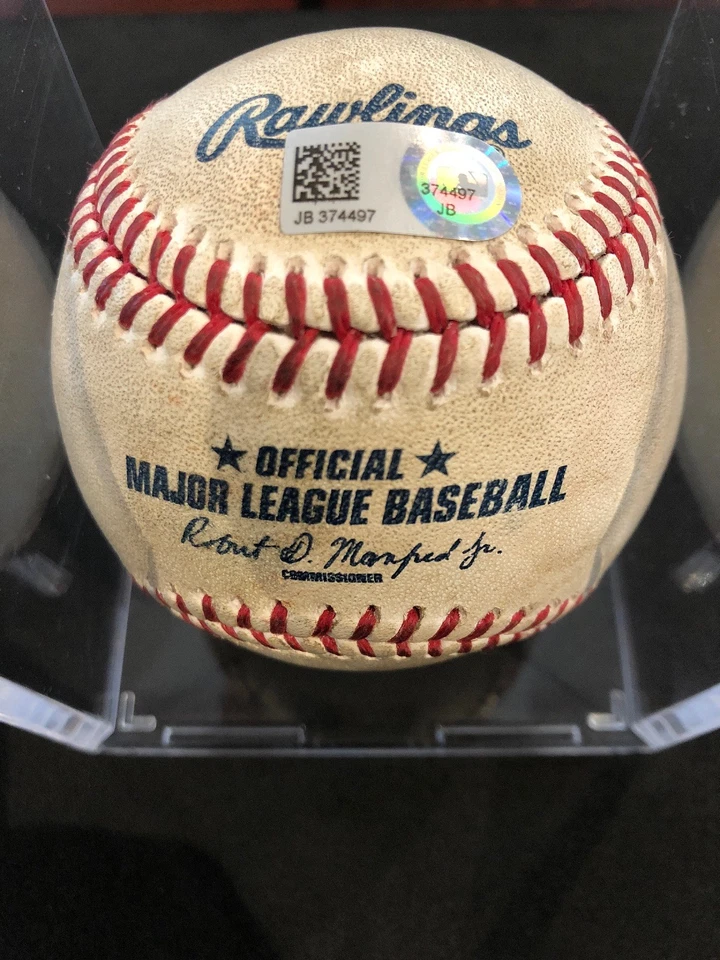 Rawlings
374497
JB
JB 374497
★ OFFICIAL ★
MAJOR LEAGUE BASEBALL
Robert D. Manfred Jr.
COMMISSIONER